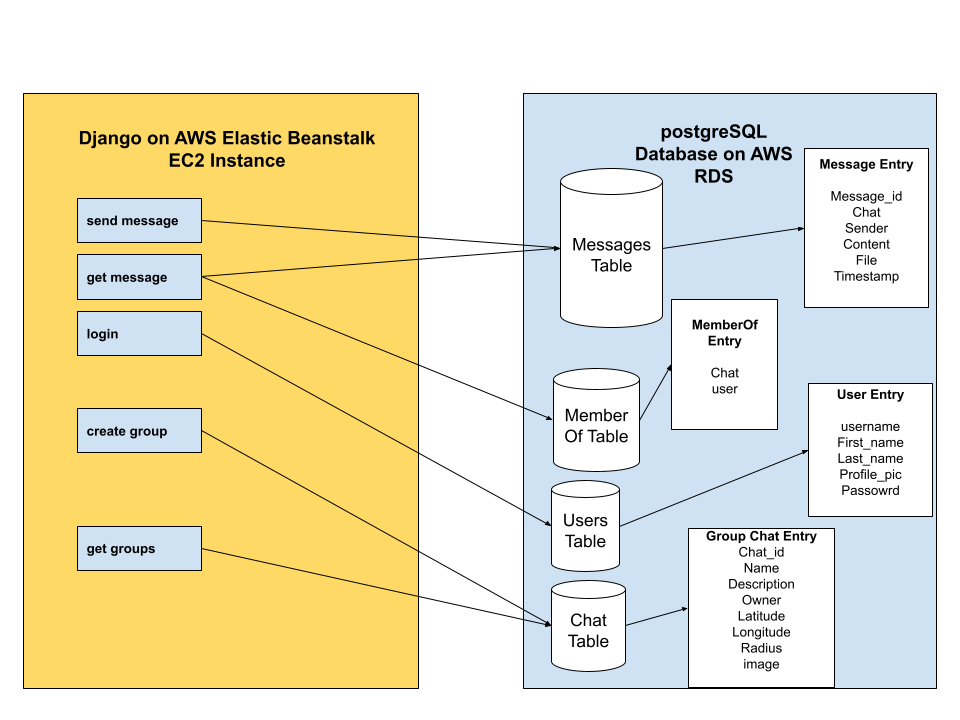 Django on AWS Elastic Beanstalk
EC2 Instance
send message
get message
login
create group
get groups
postgreSQL
Database on AWS
RDS
Messages
Table
Member
Of Table
Users
Table
Chat
Table
Message Entry
Message_id
Chat
Sender
Content
File
Timestamp
MemberOf
Entry
Chat
user
User Entry
username
First_name
Last_name
Profile_pic
Passowrd
Group Chat Entry
Chat_id
Name
Description
Owner
Latitude
Longitude
Radius
image